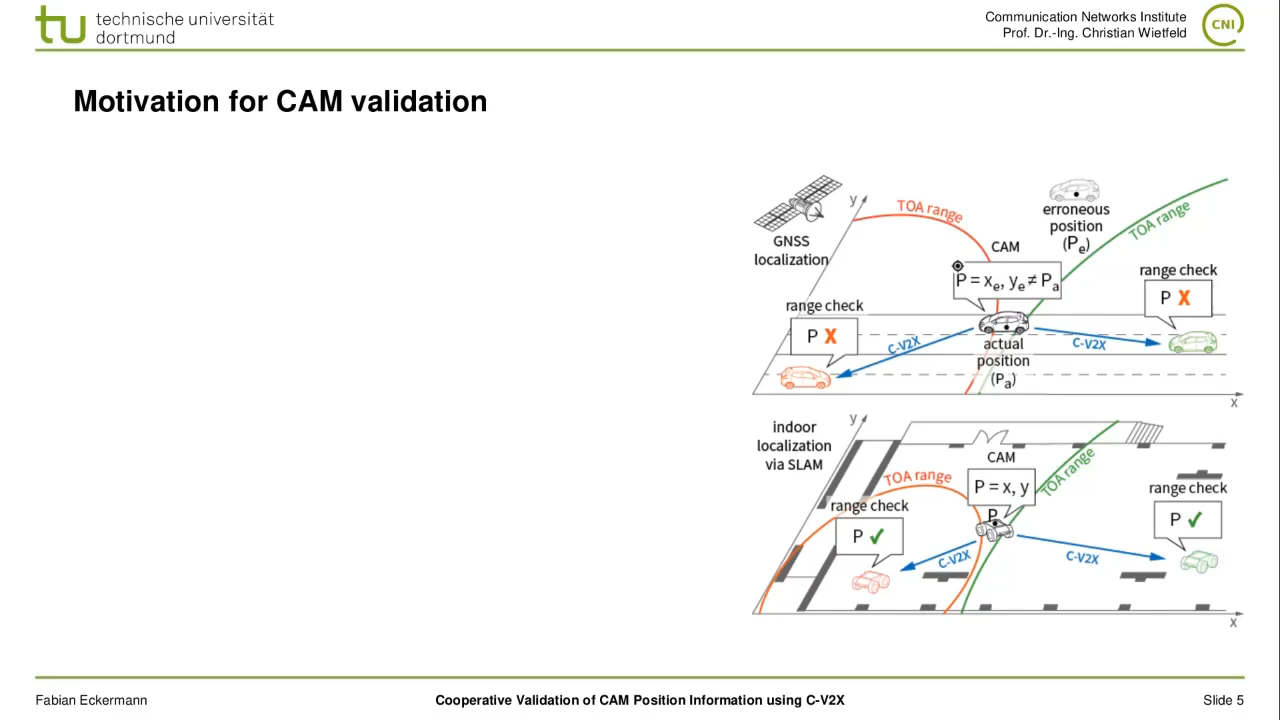 technische universität
dortmund
Communication Networks Institute
Prof. Dr.-Ing. Christian Wietfeld
CNI
Motivation for CAM validation
GNSS
localization
y
TOA range
erroneous
position
(Pe)
TOA range
CAM
P = xe, ye ≠ Pa
range check
P X
range check
P X
C-V2X
C-V2X
actual
position
(Pa)
x
indoor
localization
via SLAM
y
TOA range
CAM
P = x, y
TOA range
range check
P ✓
range check
P ✓
P
C-V2X
C-V2X
x
Fabian Eckermann
Cooperative Validation of CAM Position Information using C-V2X
Slide 5